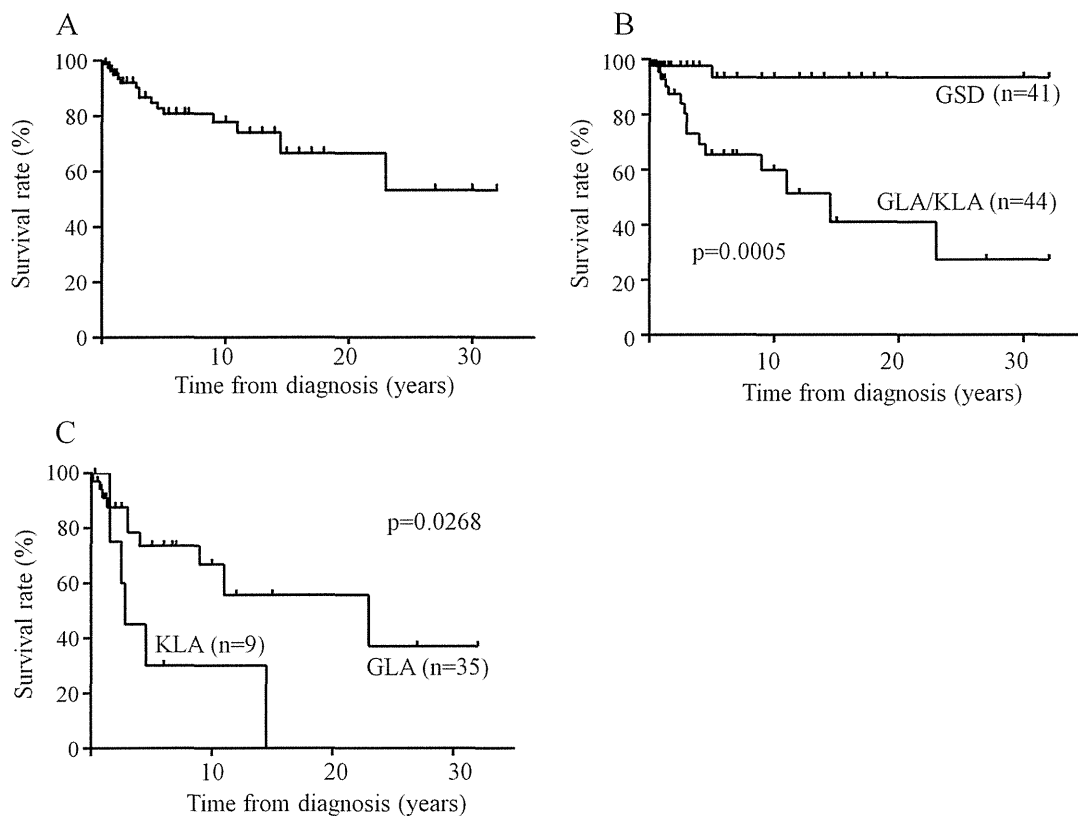 A
100
80
60
40
20
0
10 20 30
Survival rate (%)
Time from diagnosis (years)
B
100
80
60
40
20
0
10 20 30
Survival rate (%)
Time from diagnosis (years)
GSD (n=41)
GLA/KLA (n=44)
p=0.0005
C
100
80
60
40
20
0
10 20 30
Survival rate (%)
Time from diagnosis (years)
p=0.0268
KLA (n=9)
GLA (n=35)